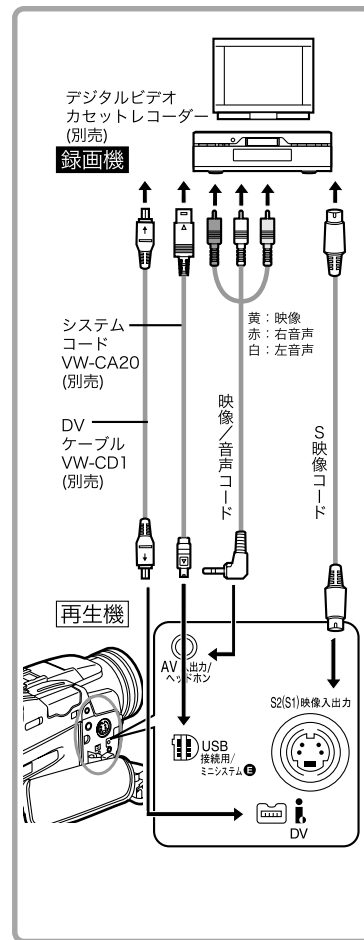 デジタルビデオ
カセットレコーダー
(別売)
録画機
黄：映像
赤：右音声
白：左音声
システム
コード
VW-CA20
(別売)
DV
ケーブル
VW-CD1
(別売)
映像／音声コード
S映像コード
再生機
AV入出力/
ヘッドホン
S2(S1)映像入出力
USB
接続用/
ミニシステムE
DV